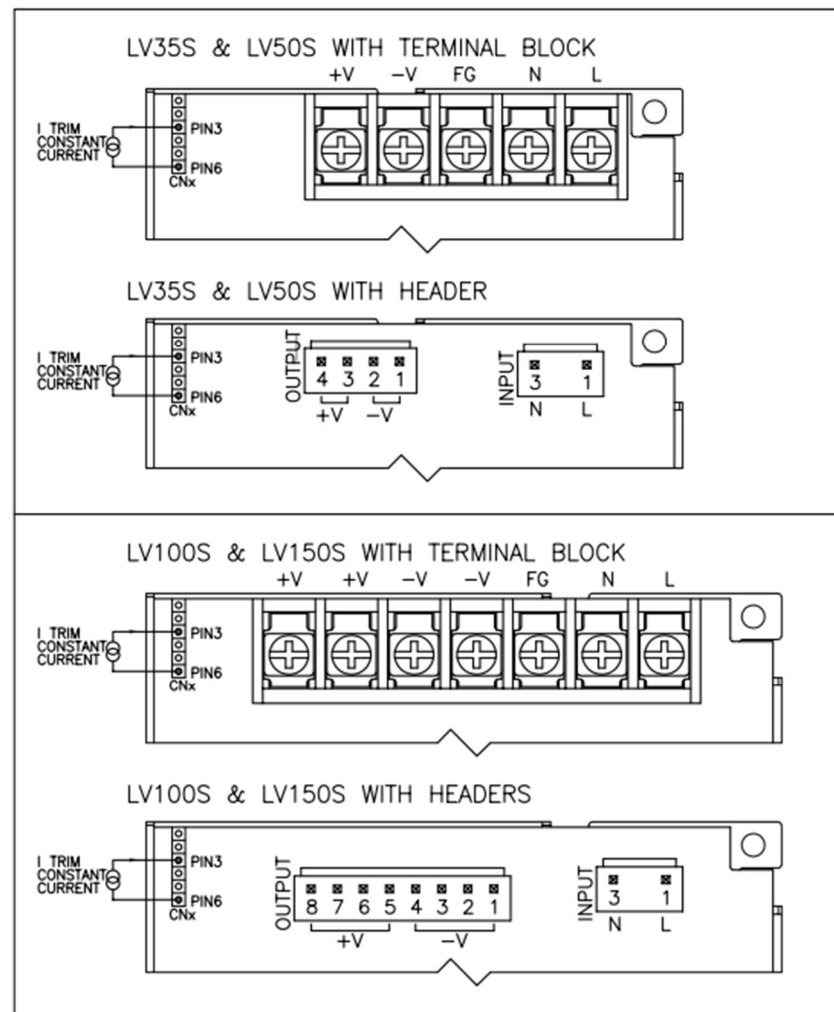 LV35S & LV50S WITH TERMINAL BLOCK
+V -V FG N L
I TRIM
CONSTANT
CURRENT
PIN3
PIN6
CNx
LV35S & LV50S WITH HEADER
I TRIM
CONSTANT
CURRENT
PIN3
PIN6
CNx
OUTPUT
4 3 2 1
+V -V
INPUT
3 1
N L
LV100S & LV150S WITH TERMINAL BLOCK
+V +V -V -V FG N L
I TRIM
CONSTANT
CURRENT
PIN3
PIN6
CNx
LV100S & LV150S WITH HEADERS
I TRIM
CONSTANT
CURRENT
PIN3
PIN6
CNx
OUTPUT
8 7 6 5 4 3 2 1
+V -V
INPUT
3 1
N L